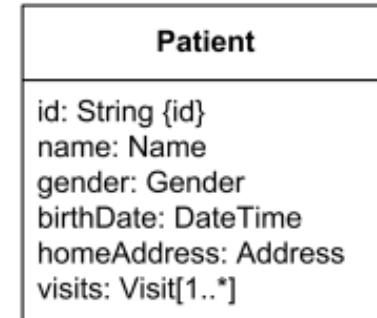 Patient
id: String {id}
name: Name
gender: Gender
birthDate: DateTime
homeAddress: Address
visits: Visit[1..*]